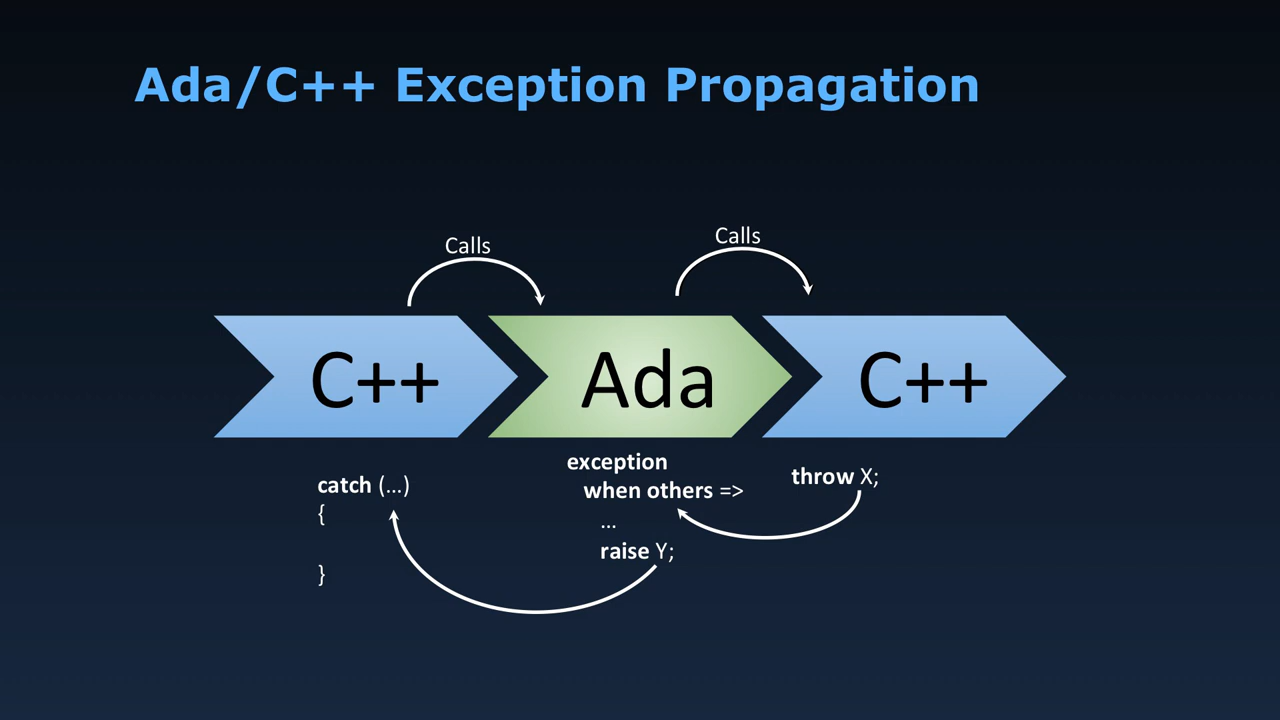 Ada/C++ Exception Propagation
Calls
Calls
C++
Ada
C++
catch (…)
{
}
exception
when others =>
…
raise Y;
throw X;